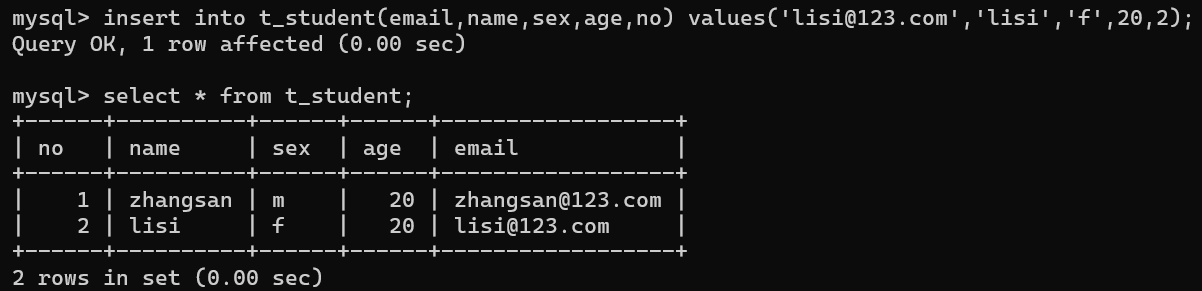 mysql> insert into t_student(email,name,sex,age,no) values('lisi@123.com','lisi','f',20,2);
Query OK, 1 row affected (0.00 sec)

mysql> select * from t_student;
+------+----------+------+------+------------------+
| no   | name     | sex  | age  | email            |
+------+----------+------+------+------------------+
|    1 | zhangsan | m    |   20 | zhangsan@123.com |
|    2 | lisi     | f    |   20 | lisi@123.com     |
+------+----------+------+------+------------------+
2 rows in set (0.00 sec)